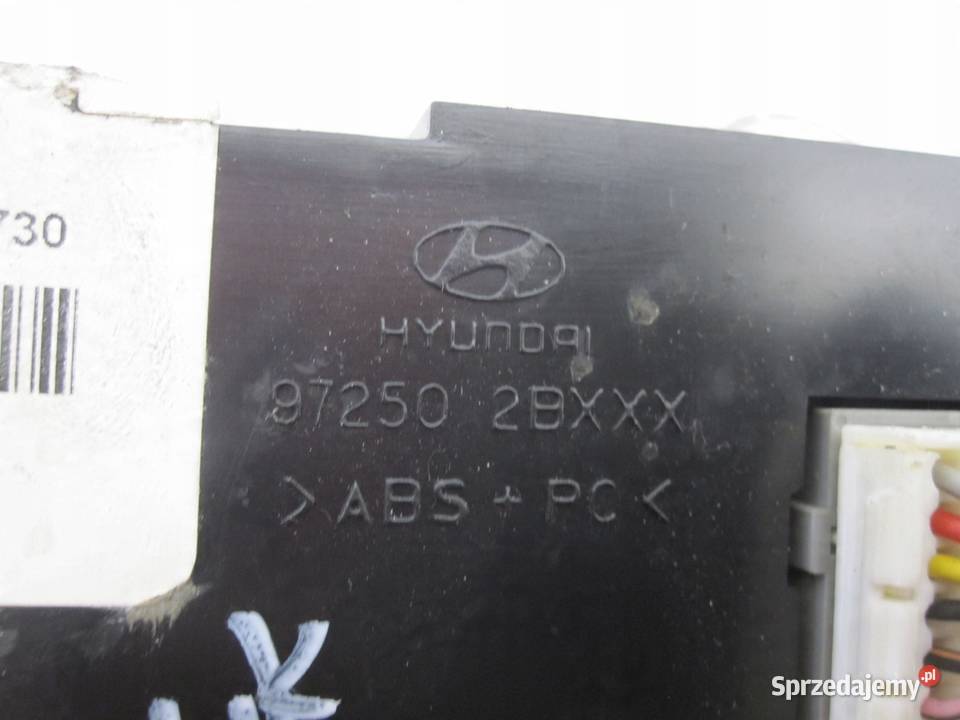 730
HYUNDAI
97250 2BXXX
>ABS + PC<
Sprzedajemy.pl